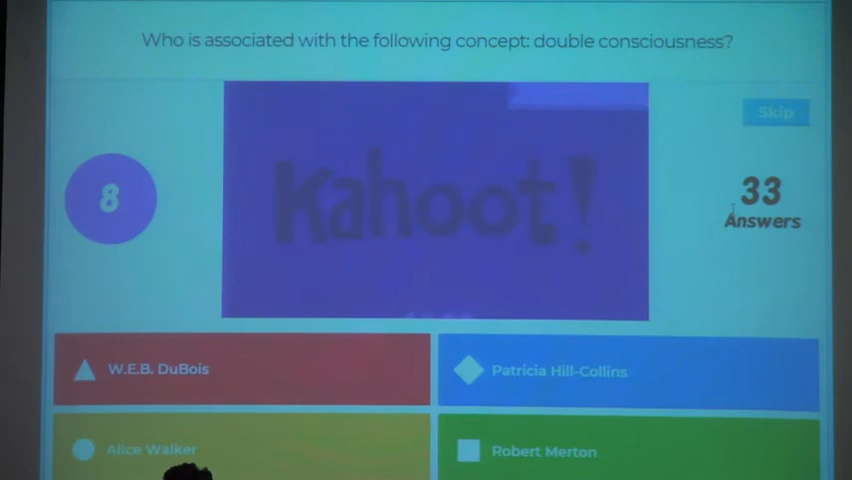 Who is associated with the following concept: double consciousness?
Skip
8
Kahoot!
33
Answers
W.E.B. DuBois
Patricia Hill-Collins
Alice Walker
Robert Merton